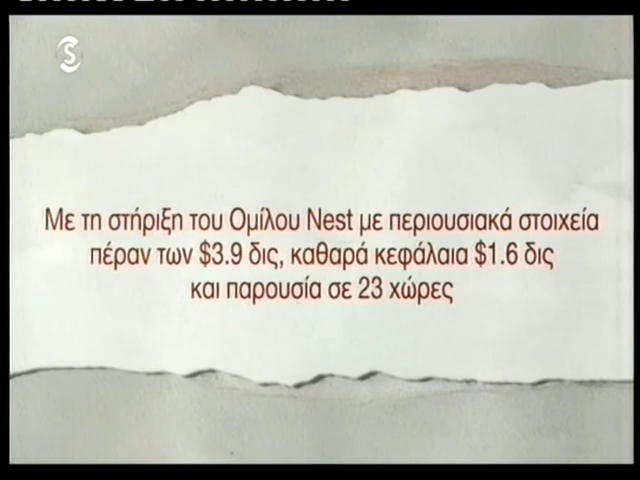 S
Με τη στήριξη του Ομίλου Nest με περιουσιακά στοιχεία
πέραν των $3.9 δις, καθαρά κεφάλαια $1.6 δις
και παρουσία σε 23 χώρες